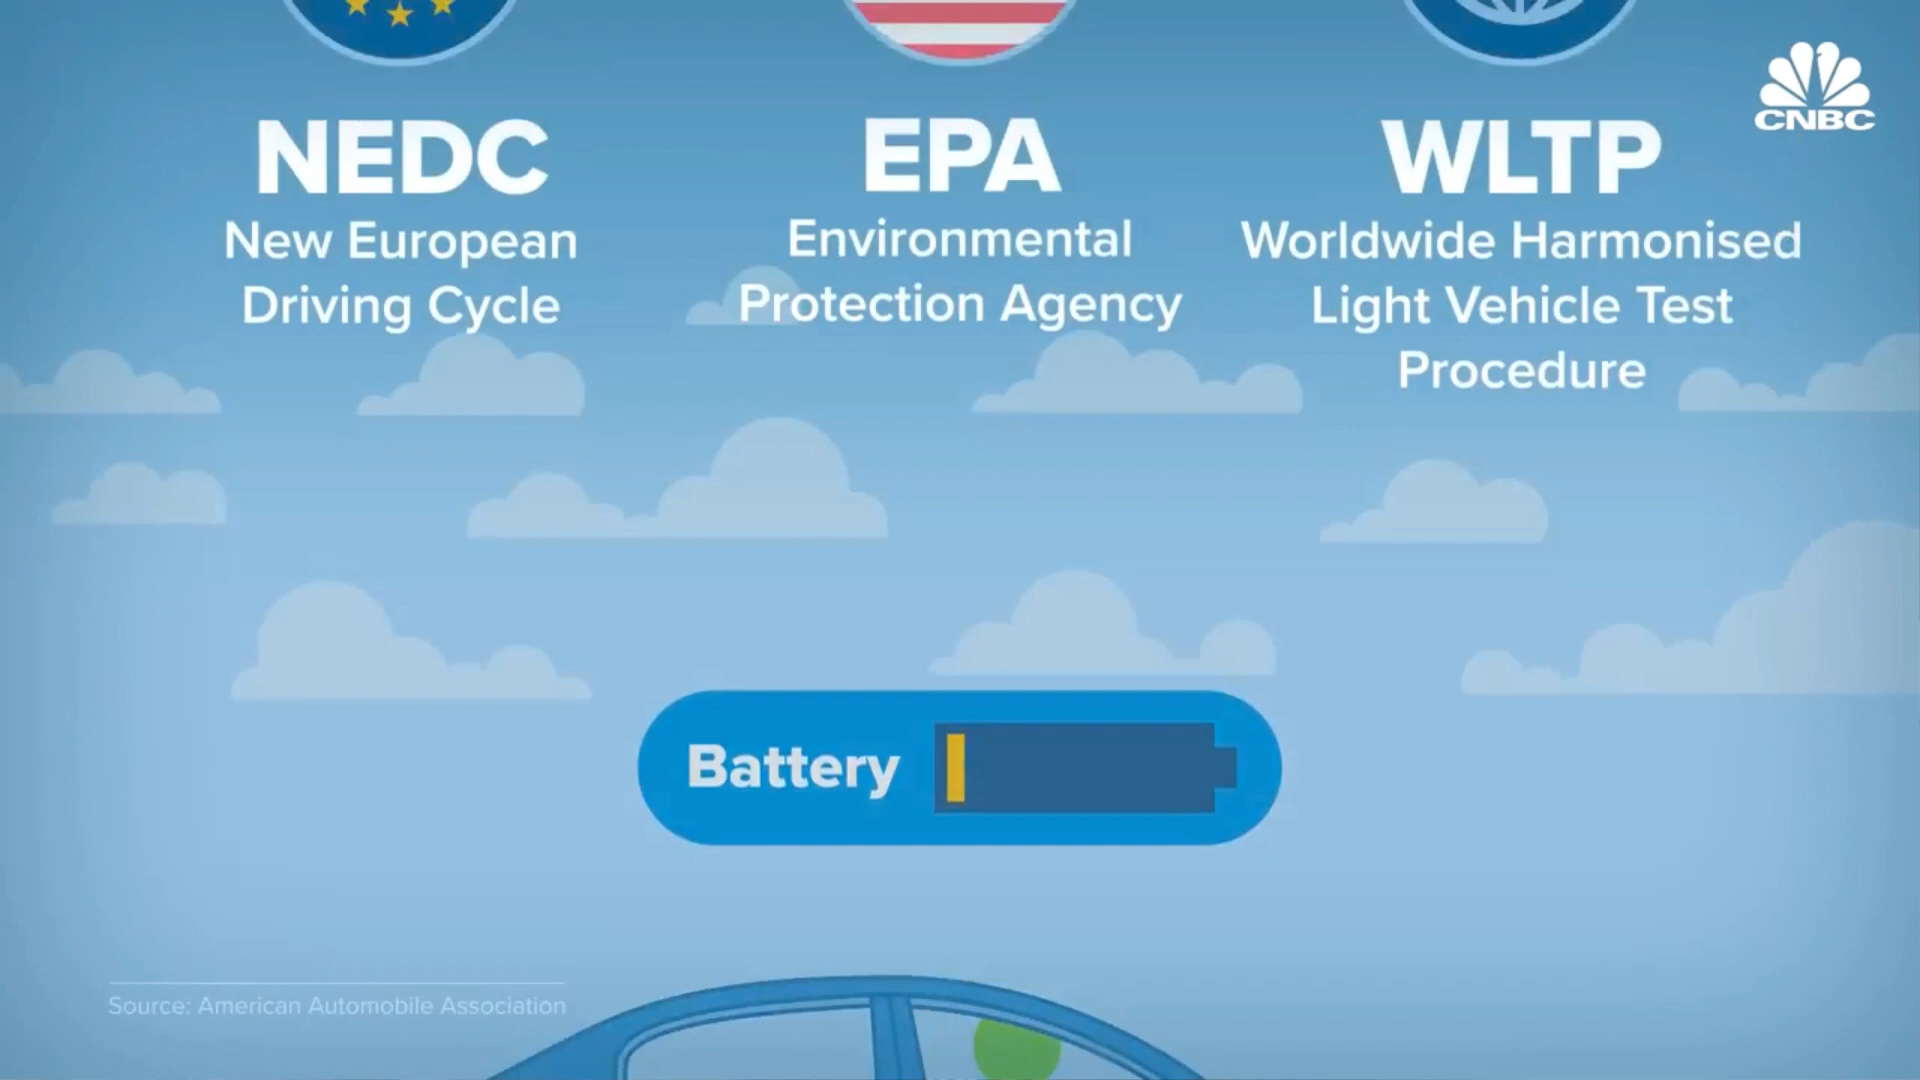 NEDC
New European
Driving Cycle
EPA
Environmental
Protection Agency
WLTP
Worldwide Harmonised
Light Vehicle Test
Procedure
CNBC
Battery
Source: American Automobile Association